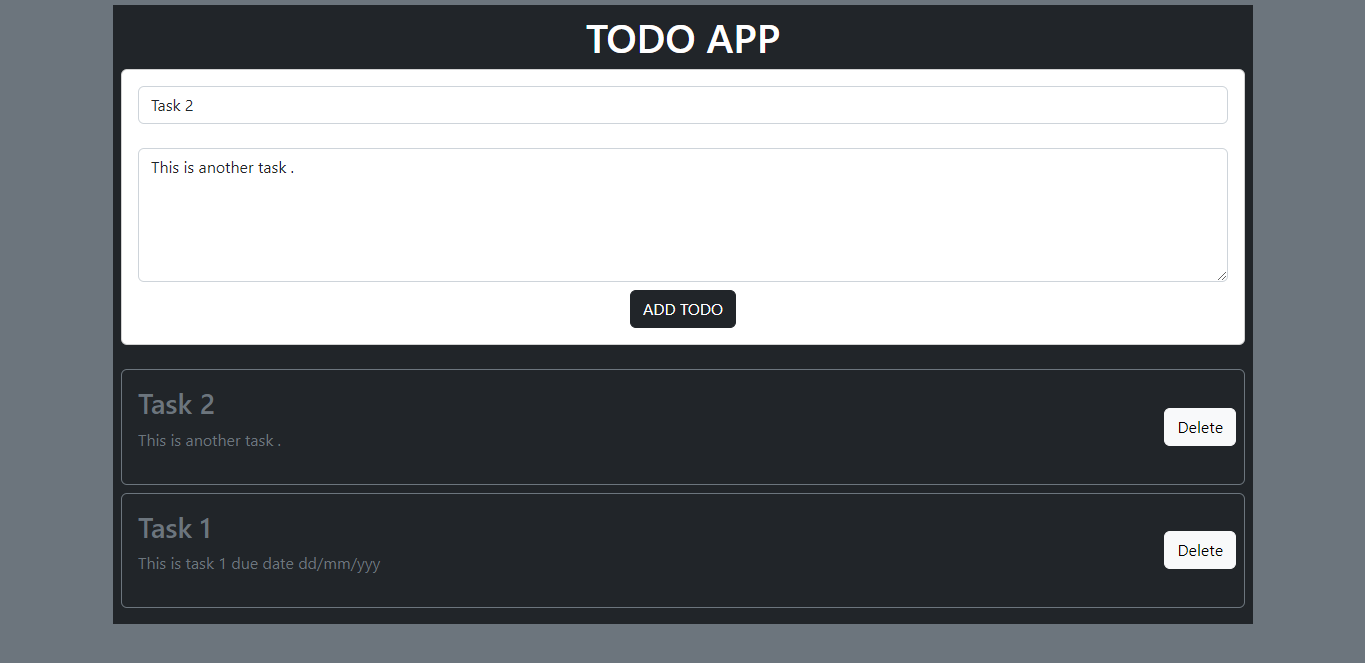 TODO APP
Task 2
This is another task .
ADD TODO
Task 2
This is another task .
Delete
Task 1
This is task 1 due date dd/mm/yyy
Delete